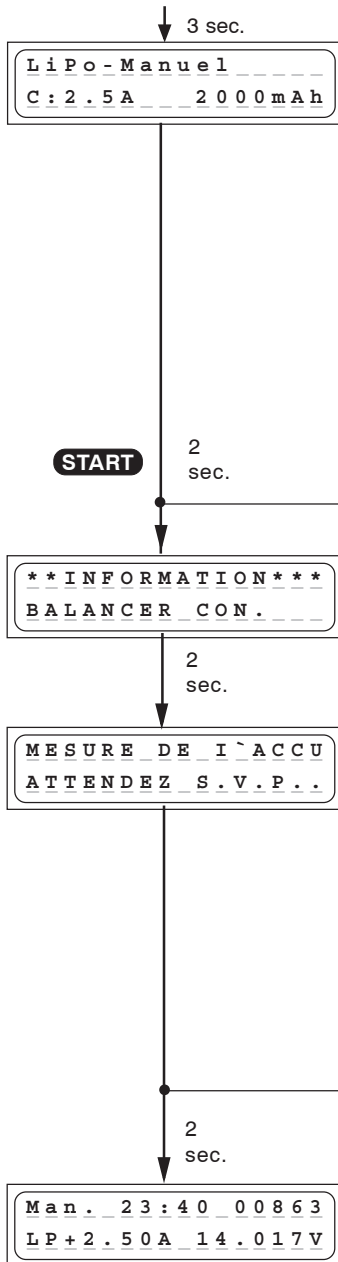 3 sec.
LiPo-Manuel
C:2.5A 2000mAh
START
2
sec.
**INFORMATION***
BALANCER CON.
2
sec.
MESURE DE I`ACCU
ATTENDEZ S.V.P..
2
sec.
Man. 23:40 00863
LP+2.50A 14.017V